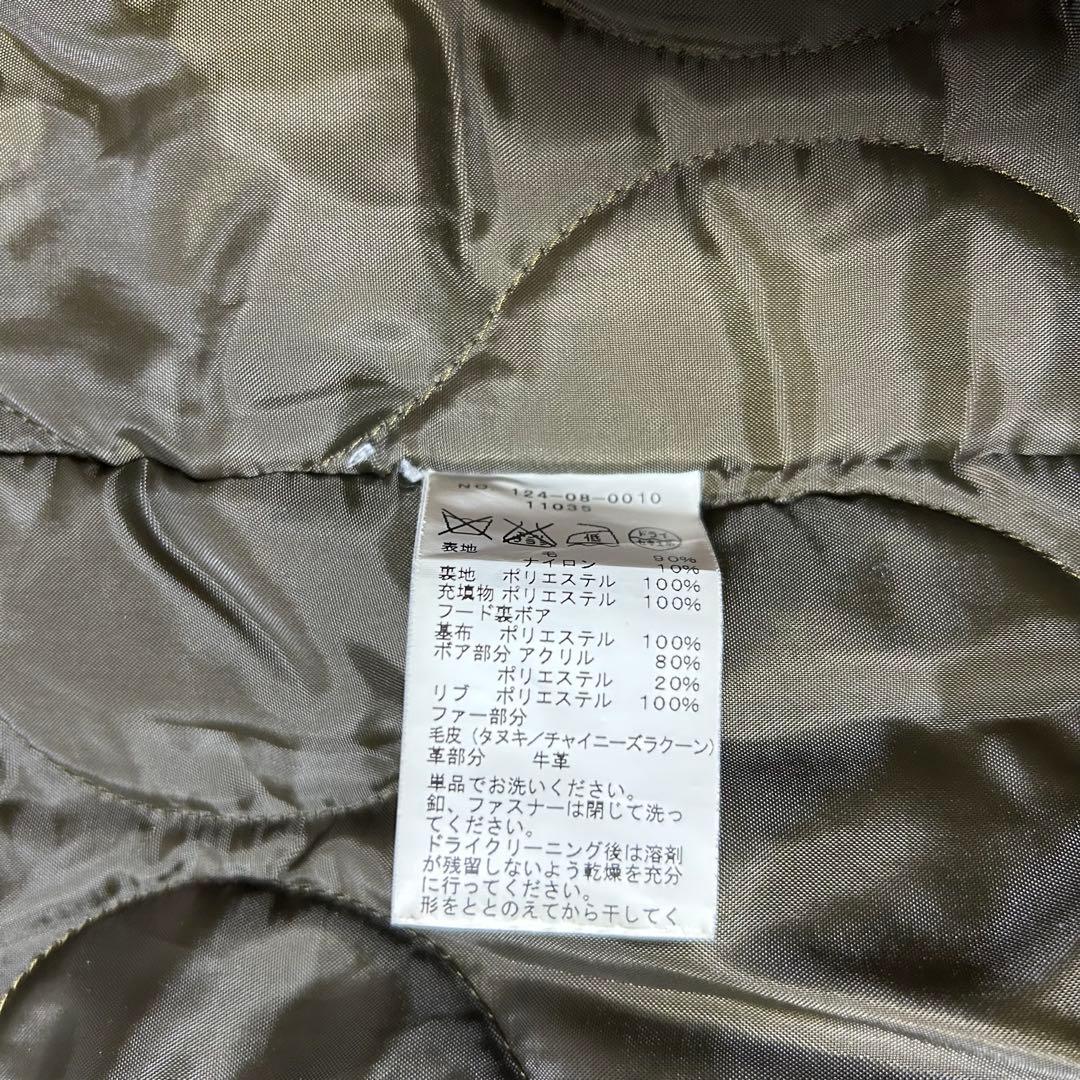 NO 124-08-0010
11035
低 ドライ
表地 毛 90%
ナイロン 10%
裏地 ポリエステル 100%
充填物 ポリエステル 100%
フード裏ボア
基布 ポリエステル 100%
ボア部分 アクリル 80%
ポリエステル 20%
リブ ポリエステル 100%
ファー部分
毛皮(タヌキ/チャイニーズラクーン)
革部分 牛革
単品でお洗いください。
釦、ファスナーは閉じて洗っ
てください。
ドライクリーニング後は溶剤
が残留しないよう乾燥を充分
に行ってください。
形をととのえてから干してく